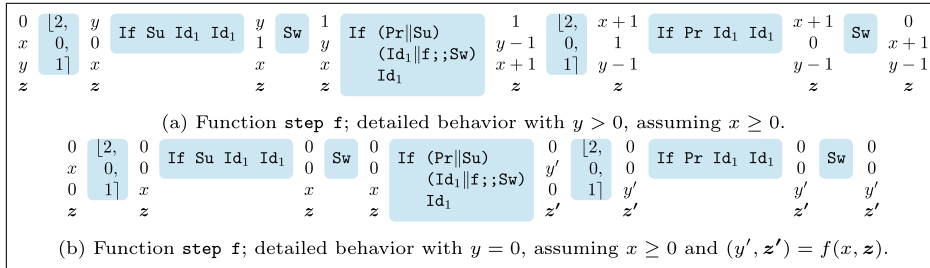 0 ⌊2, y If Su Id₁ Id₁ y Sw 1 If (Pr‖Su) 1 ⌊2, x + 1 If Pr Id₁ Id₁ x + 1 Sw 0
x 0, 0 1 y (Id₁‖f;;Sw) y − 1 0, 1 0 x + 1
y 1⌉ x x x Id₁ x + 1 1⌉ y − 1 y − 1 y − 1
z z z z z z z z
(a) Function step f; detailed behavior with y > 0, assuming x ≥ 0.
0 ⌊2, 0 If Su Id₁ Id₁ 0 Sw 0 If (Pr‖Su) 0 ⌊2, 0 If Pr Id₁ Id₁ 0 Sw 0
x 0, 0 0 0 (Id₁‖f;;Sw) y′ 0, 0 0 0
0 1⌉ x x x Id₁ 0 1⌉ y′ y′ y′
z z z z z′ z′ z′ z′
(b) Function step f; detailed behavior with y = 0, assuming x ≥ 0 and (y′, z′) = f(x, z).